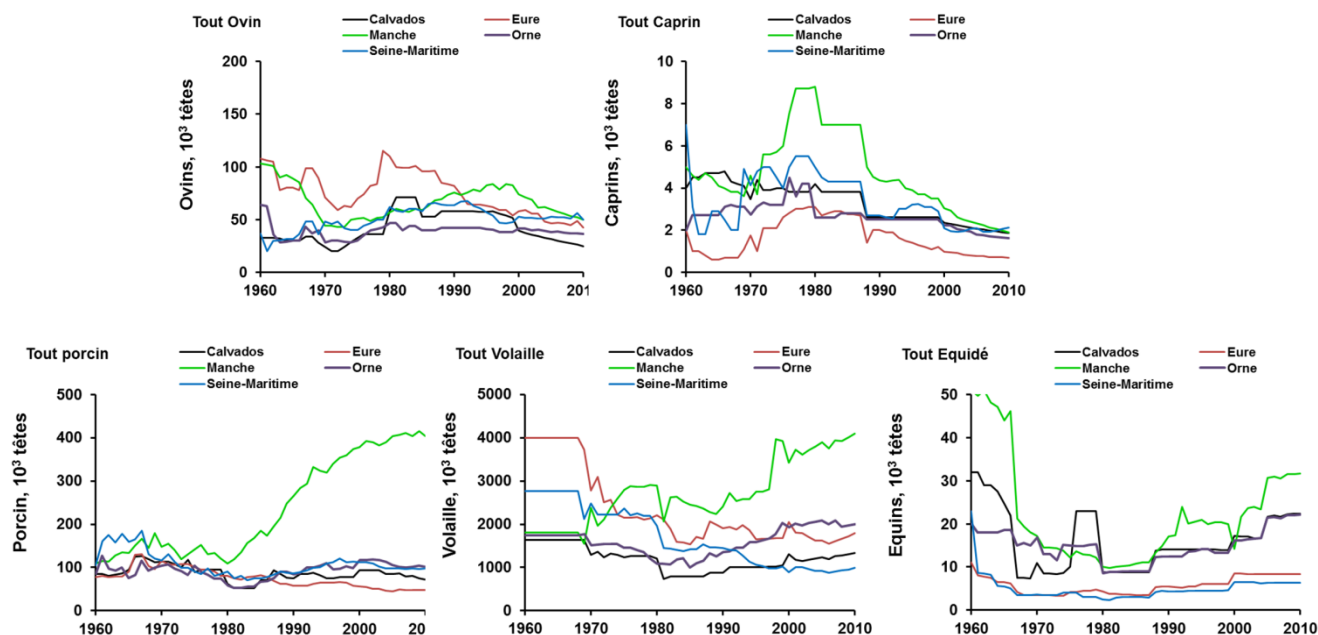 Tout Ovin
Calvados
Eure
Manche
Orne
Seine-Maritime
Ovins, 10³ têtes
200
150
100
50
0
1960
1970
1980
1990
2000
201
Tout Caprin
Calvados
Eure
Manche
Orne
Seine-Maritime
Caprins, 10³ têtes
10
8
6
4
2
0
1960
1970
1980
1990
2000
2010
Tout porcin
Calvados
Eure
Manche
Orne
Seine-Maritime
Porcin, 10³ têtes
500
400
300
200
100
0
1960
1970
1980
1990
2000
2010
Tout Volaille
Calvados
Eure
Manche
Orne
Seine-Maritime
Volaille, 10³ têtes
5000
4000
3000
2000
1000
0
1960
1970
1980
1990
2000
2010
Tout Equidé
Calvados
Eure
Manche
Orne
Seine-Maritime
Equins, 10³ têtes
50
40
30
20
10
0
1960
1970
1980
1990
2000
2010